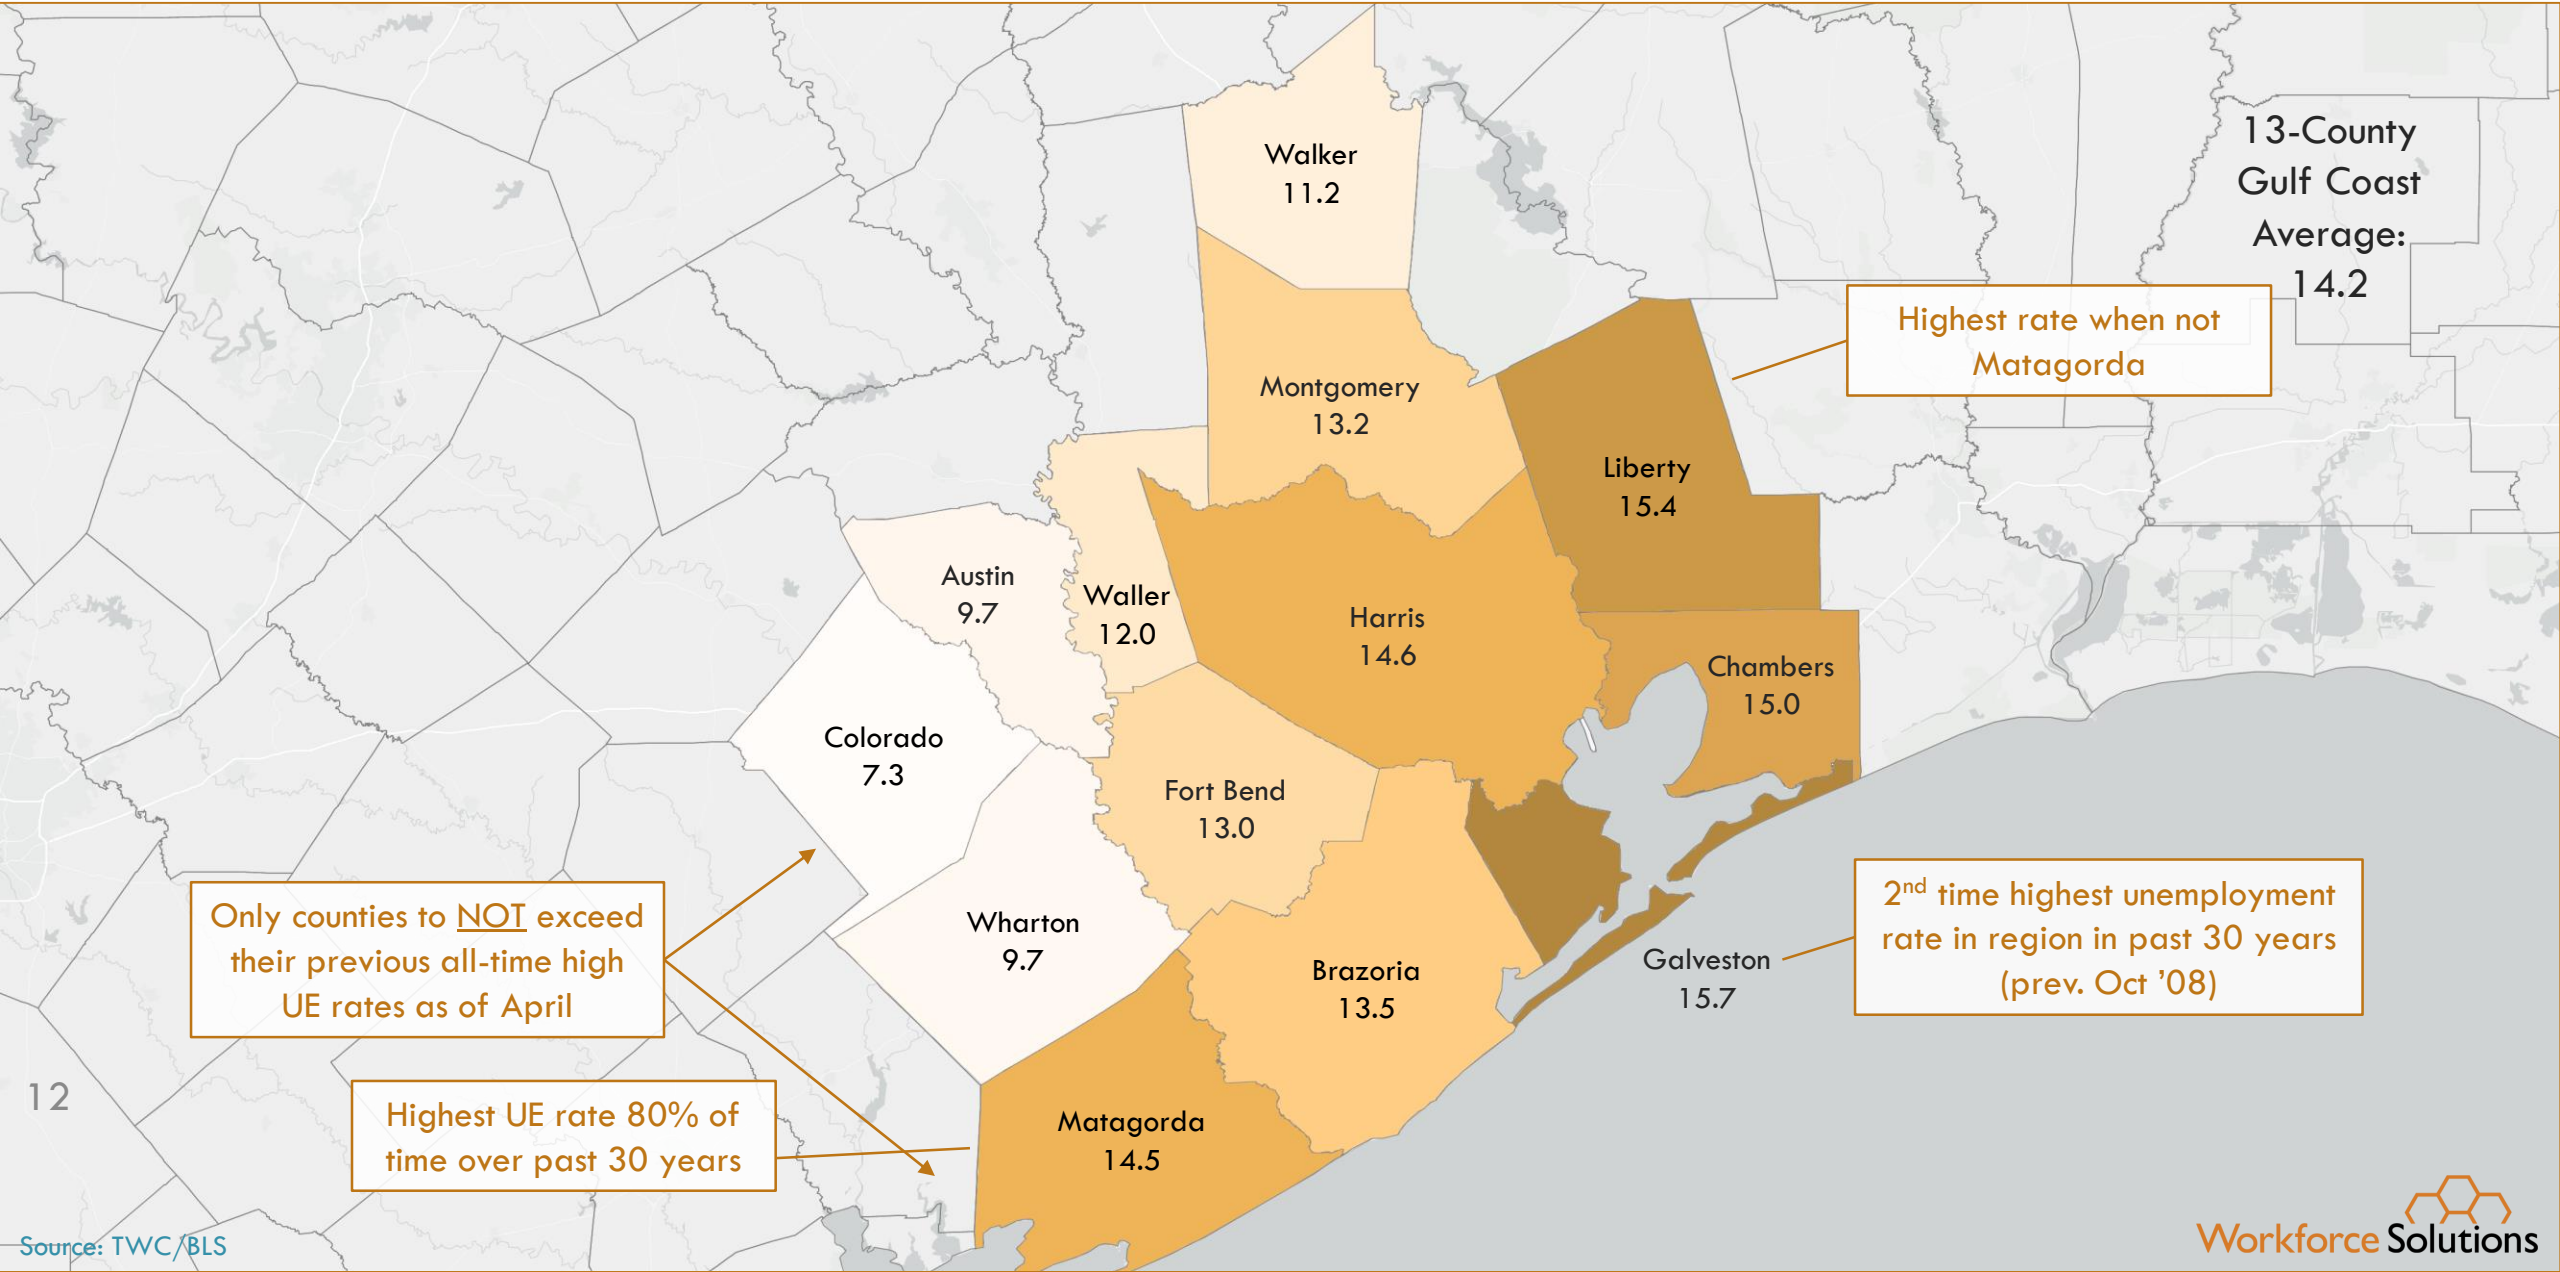 Walker
11.2
13-County
Gulf Coast
Average:
14.2
Highest rate when not
Matagorda
Montgomery
13.2
Liberty
15.4
Austin
9.7
Waller
12.0
Harris
14.6
Chambers
15.0
Colorado
7.3
Fort Bend
13.0
Only counties to NOT exceed
their previous all-time high
UE rates as of April
Wharton
9.7
Brazoria
13.5
Galveston
15.7
2nd time highest unemployment
rate in region in past 30 years
(prev. Oct ’08)
12
Highest UE rate 80% of
time over past 30 years
Matagorda
14.5
Source: TWC/BLS
Workforce Solutions